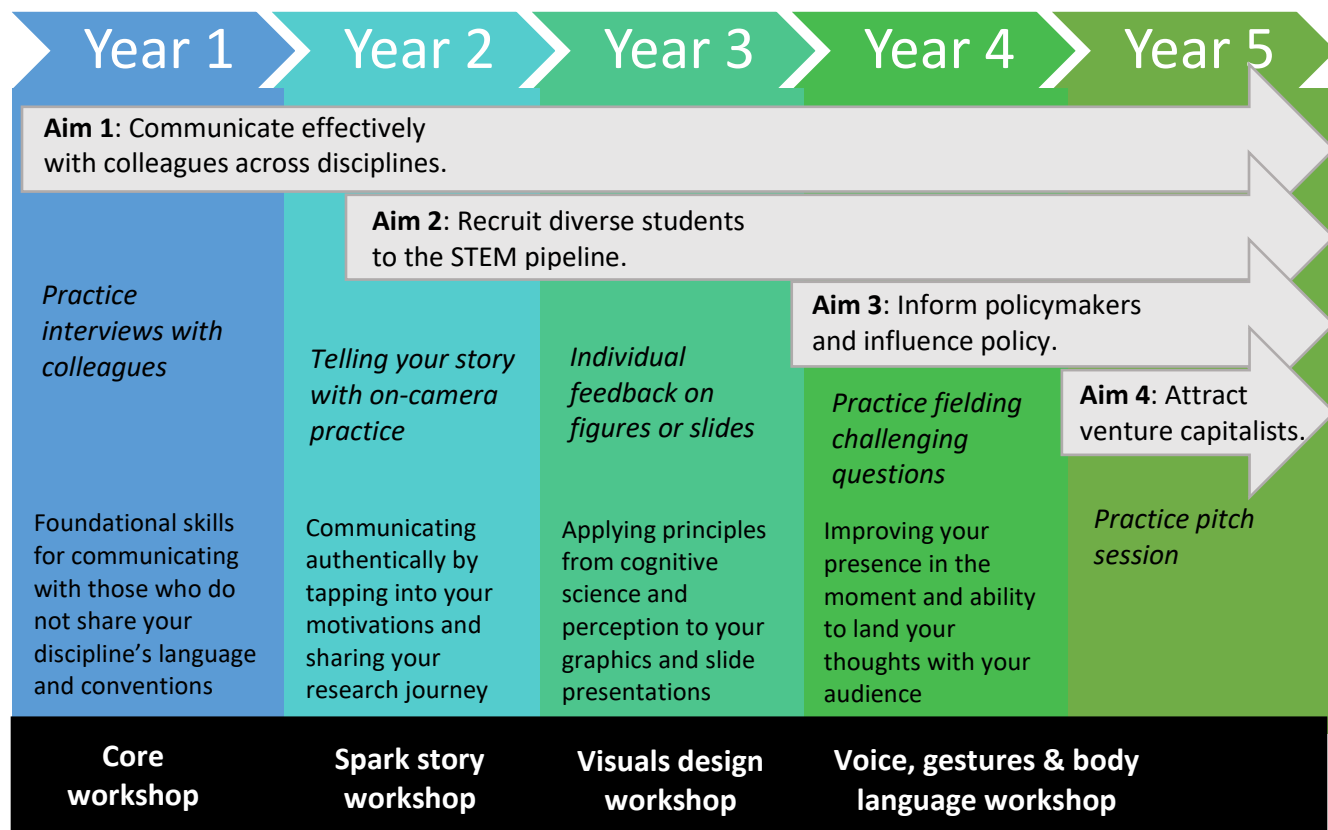 Year 1
Year 2
Year 3
Year 4
Year 5
Aim 1: Communicate effectively
with colleagues across disciplines.
Aim 2: Recruit diverse students
to the STEM pipeline.
Aim 3: Inform policymakers
and influence policy.
Aim 4: Attract
venture capitalists.
Practice
interviews with
colleagues
Telling your story
with on-camera
practice
Individual
feedback on
figures or slides
Practice fielding
challenging
questions
Practice pitch
session
Foundational skills
for communicating
with those who do
not share your
discipline’s language
and conventions
Communicating
authentically by
tapping into your
motivations and
sharing your
research journey
Applying principles
from cognitive
science and
perception to your
graphics and slide
presentations
Improving your
presence in the
moment and ability
to land your
thoughts with your
audience
Core
workshop
Spark story
workshop
Visuals design
workshop
Voice, gestures & body
language workshop